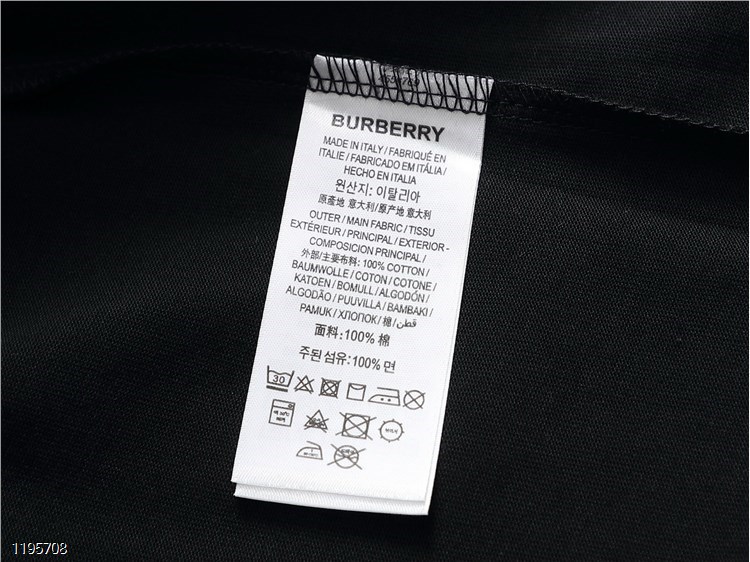 BURBERRY
MADE IN ITALY / FABRIQUÉ EN
ITALIE / FABRICADO EM ITÁLIA /
HECHO EN ITALIA
원산지: 이탈리아
原產地 意大利/原产地 意大利
OUTER / MAIN FABRIC / TISSU
EXTÉRIEUR / PRINCIPAL / EXTERIOR -
COMPOSICION PRINCIPAL /
外部/主要布料: 100% COTTON /
BAUMWOLLE / COTON / COTONE /
KATOEN / BOMULL / ALGODÓN /
ALGODÃO / PUUVILLA / BAMBAKI /
PAMUK / ХЛОПОК / 棉 / قطن
面料:100% 棉
주된 섬유:100% 면
30
1195708